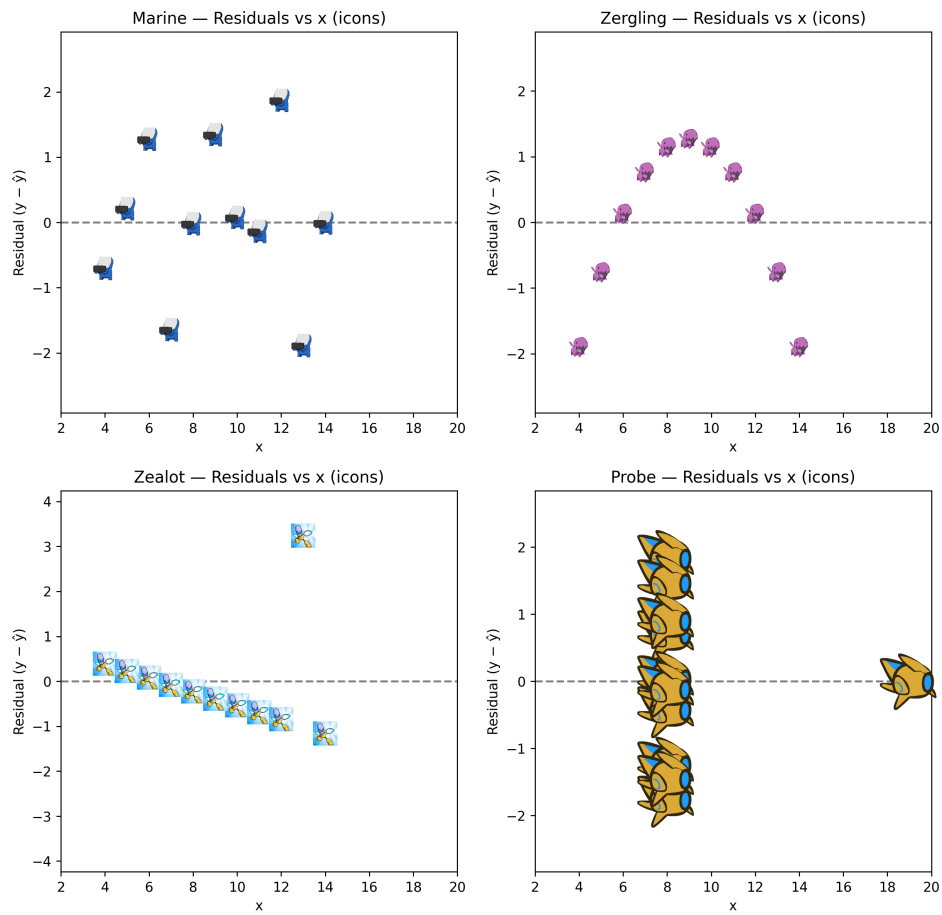 Marine — Residuals vs x (icons)
Residual (y − ŷ)
2
1
0
−1
−2
2 4 6 8 10 12 14 16 18 20
x
Zergling — Residuals vs x (icons)
Residual (y − ŷ)
2
1
0
−1
−2
2 4 6 8 10 12 14 16 18 20
x
Zealot — Residuals vs x (icons)
Residual (y − ŷ)
4
3
2
1
0
−1
−2
−3
−4
2 4 6 8 10 12 14 16 18 20
x
Probe — Residuals vs x (icons)
Residual (y − ŷ)
2
1
0
−1
−2
2 4 6 8 10 12 14 16 18 20
x